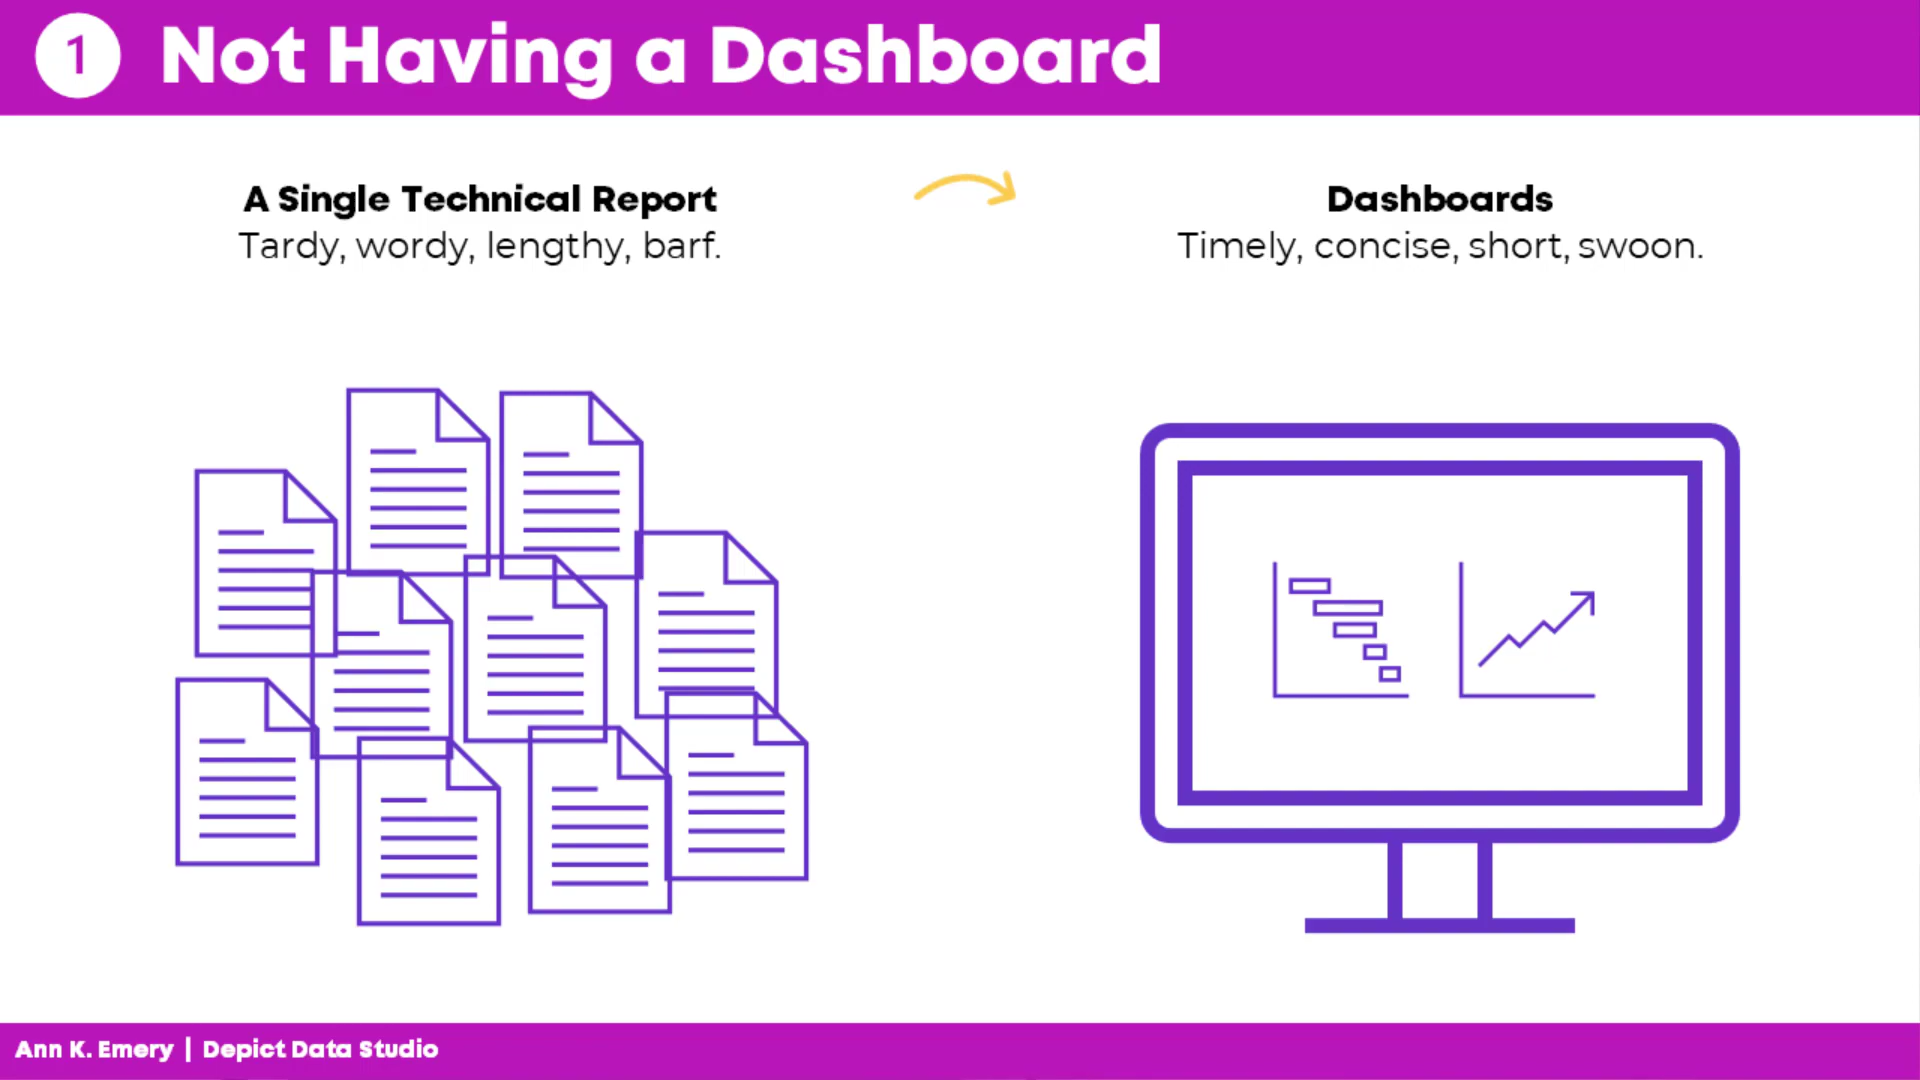 1 Not Having a Dashboard
A Single Technical Report
Tardy, wordy, lengthy, barf.
Dashboards
Timely, concise, short, swoon.
Ann K. Emery | Depict Data Studio